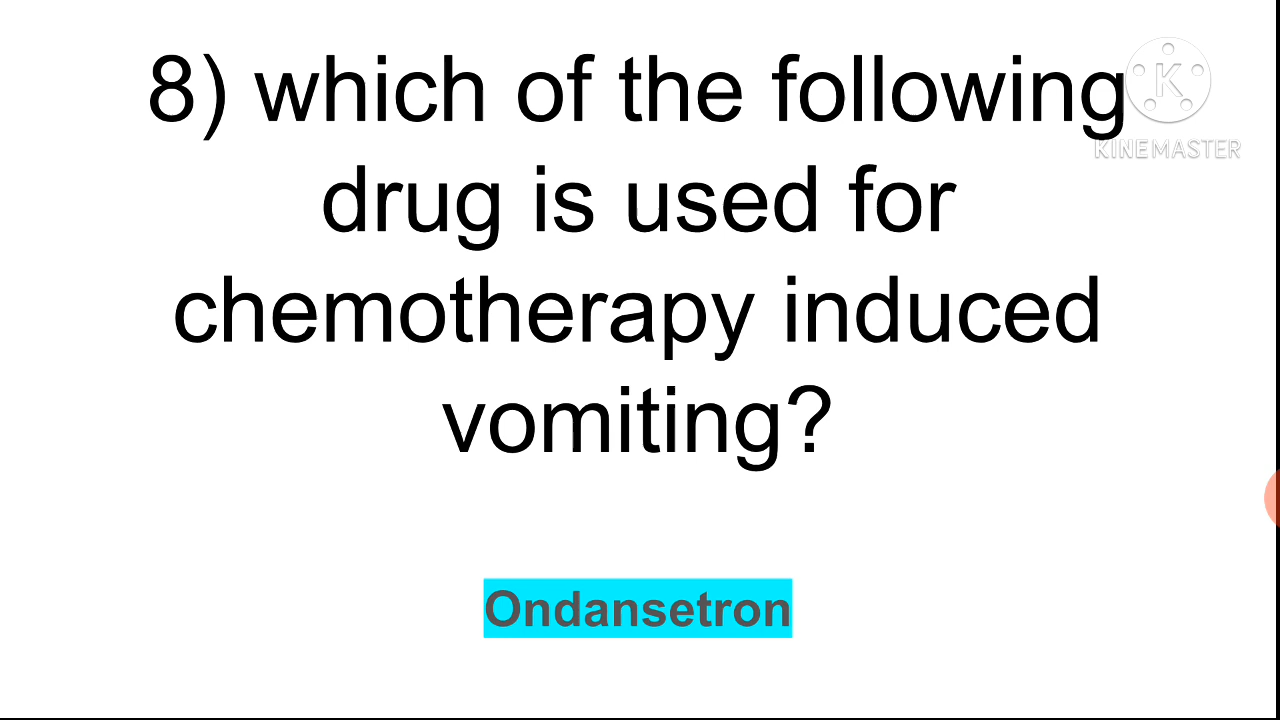 8) which of the following
drug is used for
chemotherapy induced
vomiting?
Ondansetron
K
KINEMASTER